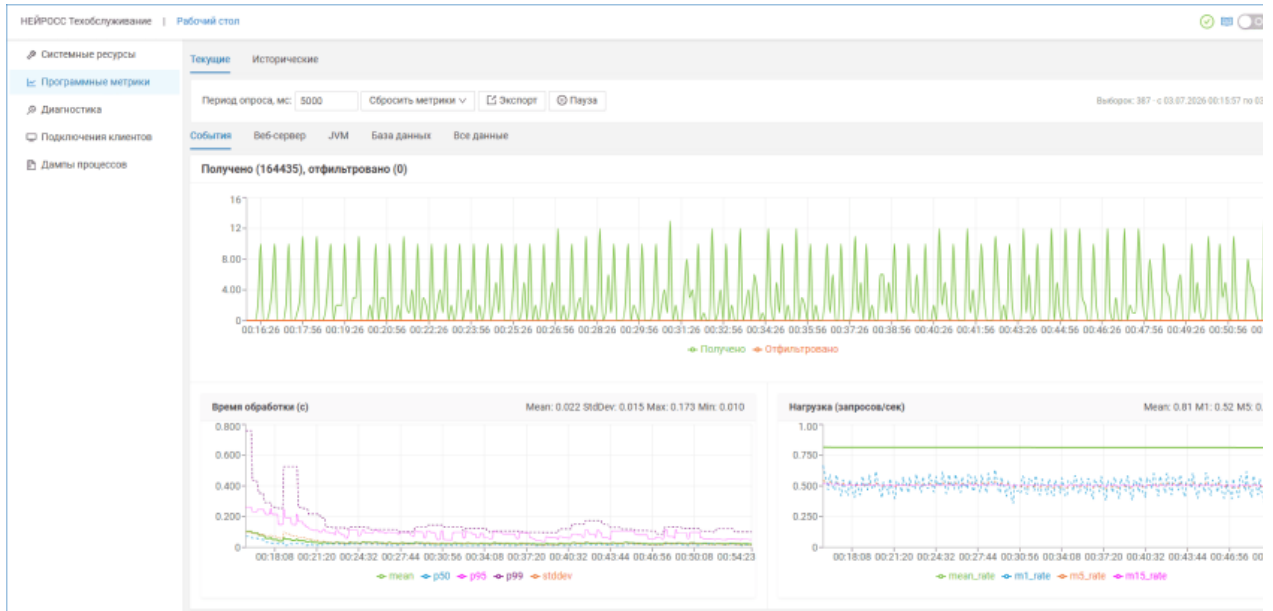 НЕЙРОСС Техобслуживание | Рабочий стол
Системные ресурсы
Программные метрики
Диагностика
Подключения клиентов
Дампы процессов
Текущие Исторические
Период опроса, мс: 5000 Сбросить метрики Экспорт Пауза
Выборок: 387 - с 03.07.2026 00:15:57 по 03
События Веб-сервер JVM База данных Все данные
Получено (164435), отфильтровано (0)
16
12
8.00
4.00
0
00:16:26 00:17:56 00:19:26 00:20:56 00:22:26 00:23:56 00:25:26 00:26:56 00:28:26 00:29:56 00:31:26 00:32:56 00:34:26 00:35:56 00:37:26 00:38:56 00:40:26 00:41:56 00:43:26 00:44:56 00:46:26 00:47:56 00:49:26 00:50:56 00:
Получено Отфильтровано
Время обработки (с) Mean: 0.022 StdDev: 0.015 Max: 0.173 Min: 0.010
0.800
0.600
0.400
0.200
0
00:18:08 00:21:20 00:24:32 00:27:44 00:30:56 00:34:08 00:37:20 00:40:32 00:43:44 00:46:56 00:50:08 00:54:23
mean p50 p95 p99 stddev
Нагрузка (запросов/сек) Mean: 0.81 M1: 0.52 M5: 0.
1.00
0.750
0.500
0.250
0
00:18:08 00:21:20 00:24:32 00:27:44 00:30:56 00:34:08 00:37:20 00:40:32 00:43:44 00:46:56 00
mean_rate m1_rate m5_rate m15_rate